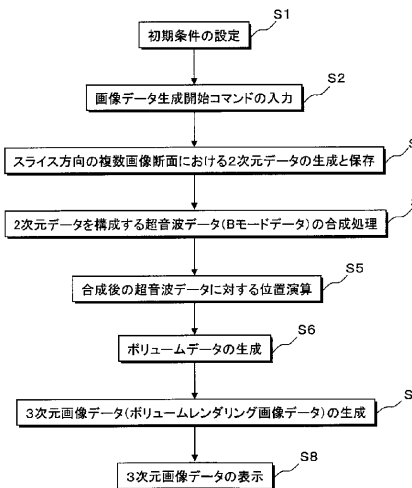 S1
初期条件の設定
S2
画像データ生成開始コマンドの入力
S
スライス方向の複数画像断面における2次元データの生成と保存
2次元データを構成する超音波データ(Bモードデータ)の合成処理
S5
合成後の超音波データに対する位置演算
S6
ボリュームデータの生成
S
3次元画像データ(ボリュームレンダリング画像データ)の生成
S8
3次元画像データの表示